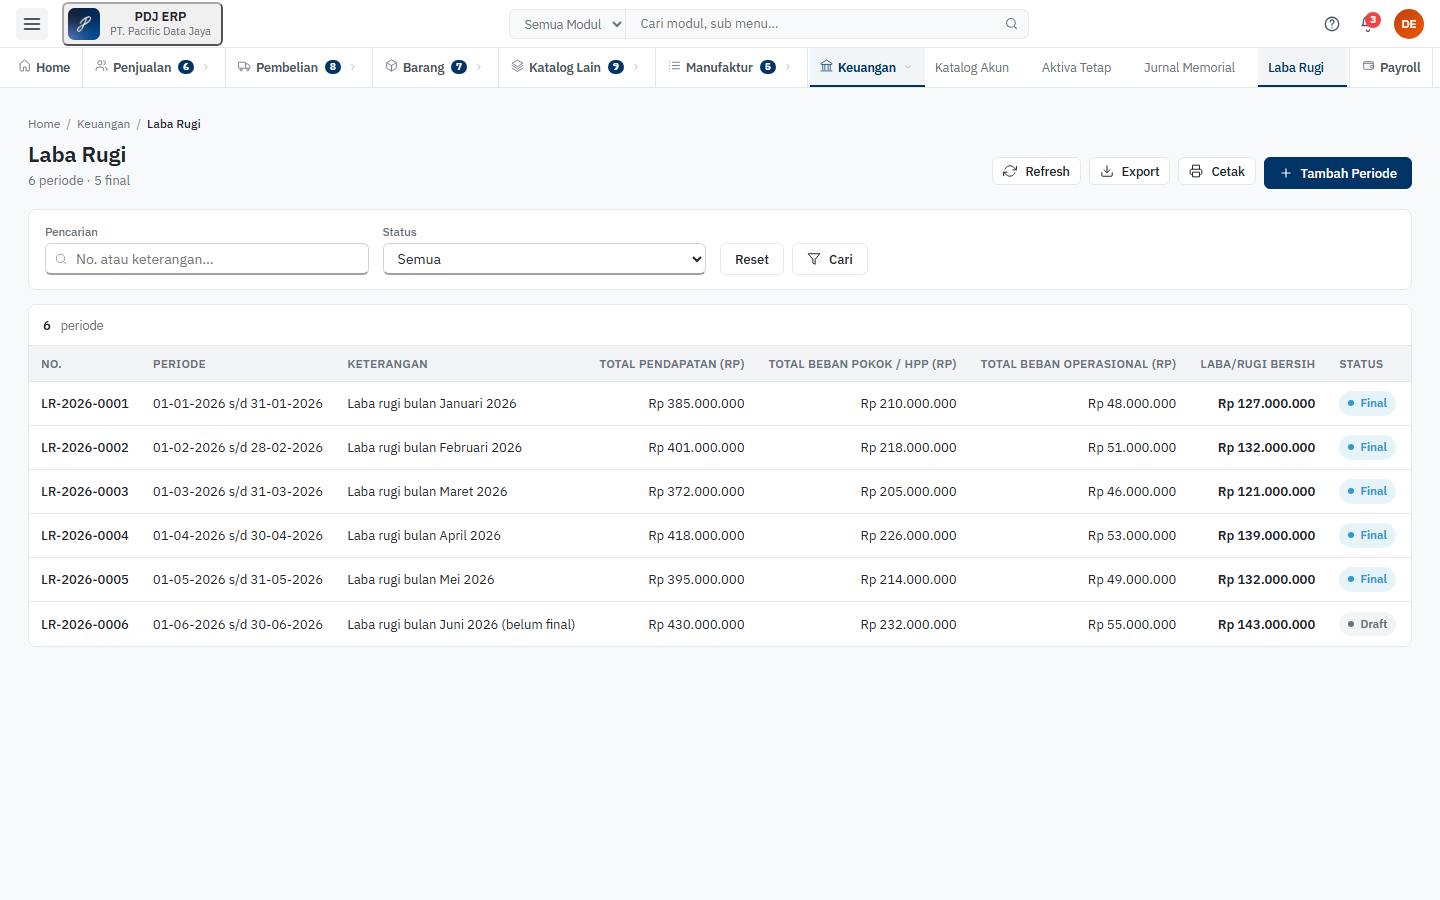 PDJ ERP
PT. Pacific Data Jaya
Semua Modul
Cari modul, sub menu...
3
DE
Home
Penjualan 6
Pembelian 8
Barang 7
Katalog Lain 9
Manufaktur 5
Keuangan
Katalog Akun
Aktiva Tetap
Jurnal Memorial
Laba Rugi
Payroll
Home / Keuangan / Laba Rugi
Laba Rugi
6 periode · 5 final
Refresh
Export
Cetak
Tambah Periode
Pencarian
No. atau keterangan...
Status
Semua
Reset
Cari
6 periode
NO. PERIODE KETERANGAN TOTAL PENDAPATAN (RP) TOTAL BEBAN POKOK / HPP (RP) TOTAL BEBAN OPERASIONAL (RP) LABA/RUGI BERSIH STATUS
LR-2026-0001 01-01-2026 s/d 31-01-2026 Laba rugi bulan Januari 2026 Rp 385.000.000 Rp 210.000.000 Rp 48.000.000 Rp 127.000.000 Final
LR-2026-0002 01-02-2026 s/d 28-02-2026 Laba rugi bulan Februari 2026 Rp 401.000.000 Rp 218.000.000 Rp 51.000.000 Rp 132.000.000 Final
LR-2026-0003 01-03-2026 s/d 31-03-2026 Laba rugi bulan Maret 2026 Rp 372.000.000 Rp 205.000.000 Rp 46.000.000 Rp 121.000.000 Final
LR-2026-0004 01-04-2026 s/d 30-04-2026 Laba rugi bulan April 2026 Rp 418.000.000 Rp 226.000.000 Rp 53.000.000 Rp 139.000.000 Final
LR-2026-0005 01-05-2026 s/d 31-05-2026 Laba rugi bulan Mei 2026 Rp 395.000.000 Rp 214.000.000 Rp 49.000.000 Rp 132.000.000 Final
LR-2026-0006 01-06-2026 s/d 30-06-2026 Laba rugi bulan Juni 2026 (belum final) Rp 430.000.000 Rp 232.000.000 Rp 55.000.000 Rp 143.000.000 Draft